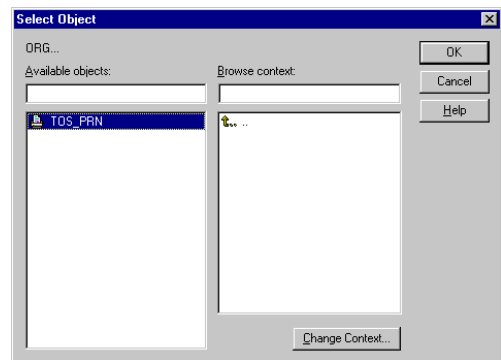 Select Object
ORG...
OK
Available objects:
Browse context:
Cancel
Help
TOS_PRN
..
Change Context...